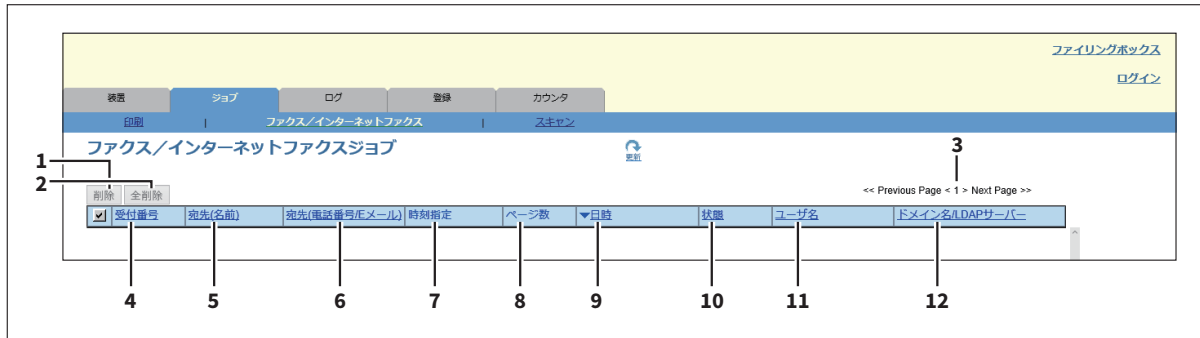 ファイリングボックス
ログイン
装置 ジョブ ログ 登録 カウンタ
印刷 | ファクス／インターネットファクス | スキャン
ファクス／インターネットファクスジョブ
更新
1
2
3
削除 全削除
<< Previous Page < 1 > Next Page >>
受付番号 宛先(名前) 宛先(電話番号/Eメール) 時刻指定 ページ数 ▼日時 状態 ユーザ名 ドメイン名/LDAPサーバー
4 5 6 7 8 9 10 11 12